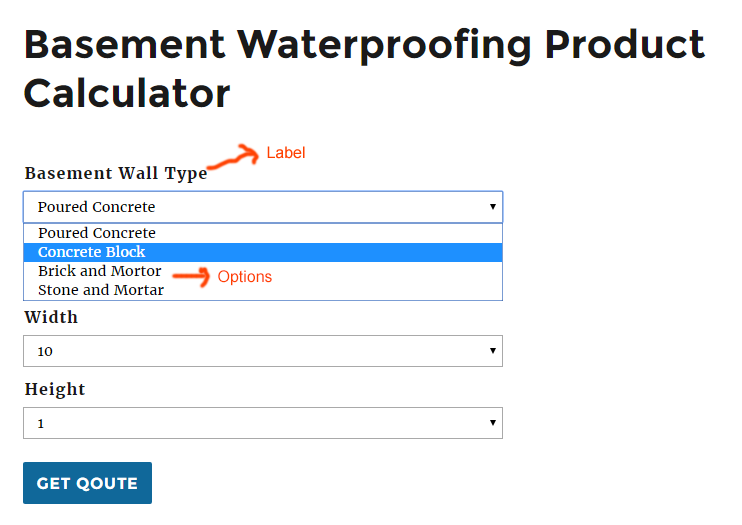 Basement Waterproofing Product
Calculator
Label
Basement Wall Type
Poured Concrete
Poured Concrete
Concrete Block
Brick and Mortor
Options
Stone and Mortar
Width
10
Height
1
GET QOUTE